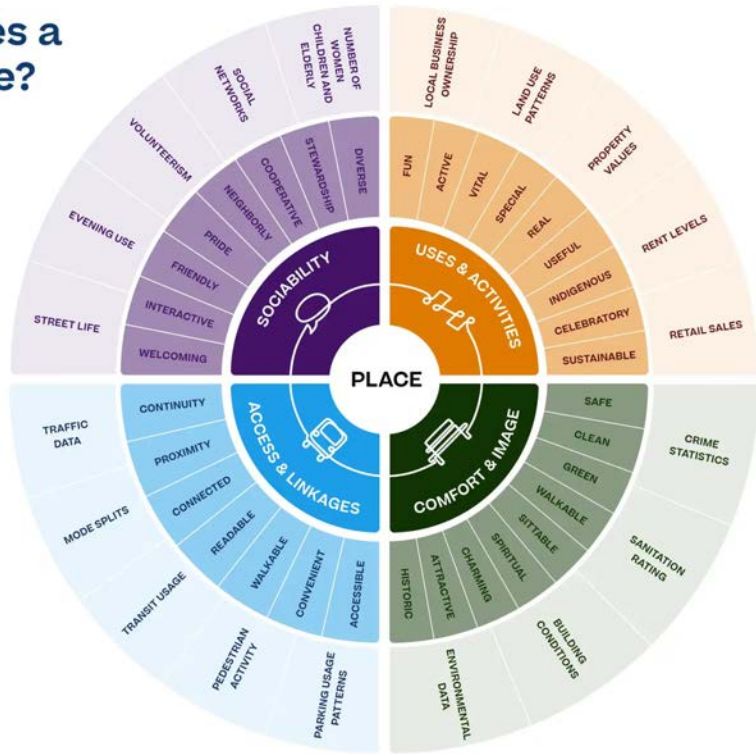 es a
e?
NUMBER OF
WOMEN
CHILDREN AND
ELDERLY
SOCIAL
NETWORKS
VOLUNTEERISM
EVENING USE
STREET LIFE
DIVERSE
STEWARDSHIP
COOPERATIVE
NEIGHBORLY
PRIDE
FRIENDLY
INTERACTIVE
WELCOMING
SOCIABILITY
LOCAL BUSINESS
OWNERSHIP
LAND USE
PATTERNS
PROPERTY
VALUES
RENT LEVELS
RETAIL SALES
FUN
ACTIVE
VITAL
SPECIAL
REAL
USEFUL
INDIGENOUS
CELEBRATORY
SUSTAINABLE
USES & ACTIVITIES
PLACE
ACCESS & LINKAGES
CONTINUITY
PROXIMITY
CONNECTED
READABLE
WALKABLE
CONVENIENT
ACCESSIBLE
TRAFFIC
DATA
MODE SPLITS
TRANSIT USAGE
PEDESTRIAN
ACTIVITY
PARKING USAGE
PATTERNS
COMFORT & IMAGE
SAFE
CLEAN
GREEN
WALKABLE
SITTABLE
SPIRITUAL
CHARMING
ATTRACTIVE
HISTORIC
CRIME
STATISTICS
SANITATION
RATING
BUILDING
CONDITIONS
ENVIRONMENTAL
DATA